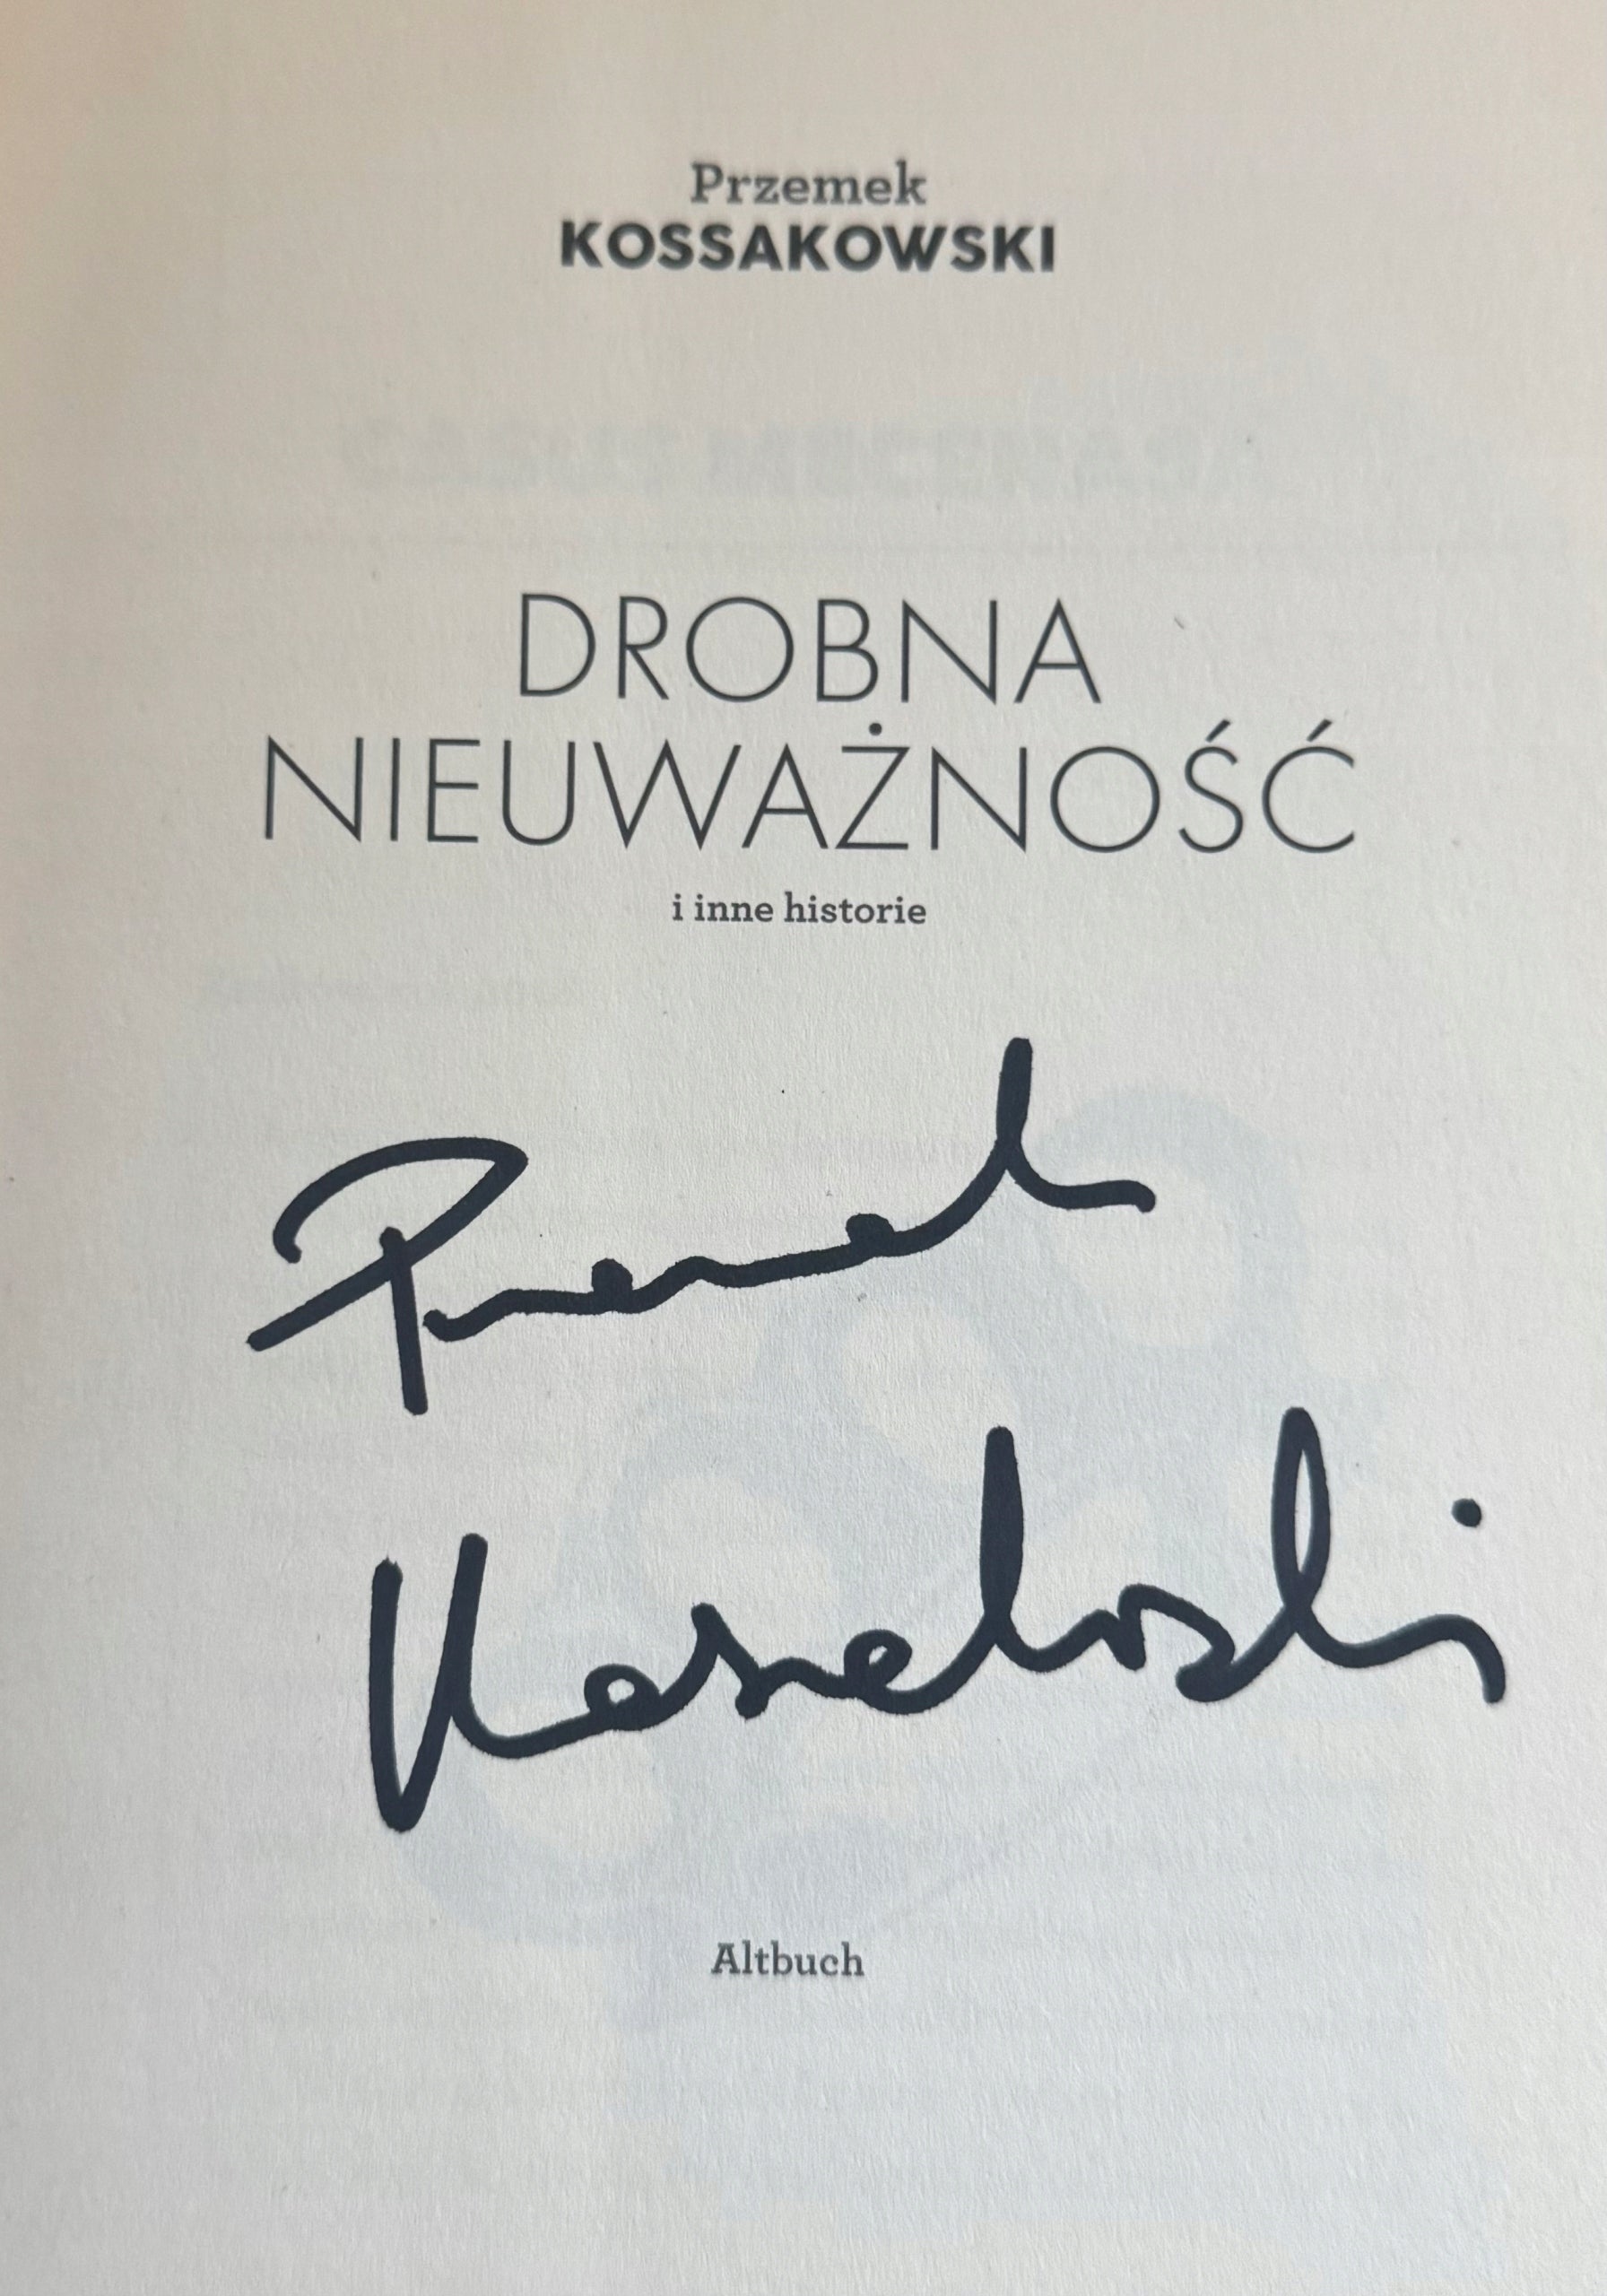 Przemek
KOSSAKOWSKI
DROBNA
NIEUWAŻNOŚĆ
i inne historie
Przemek
Kossakowski
Altbuch